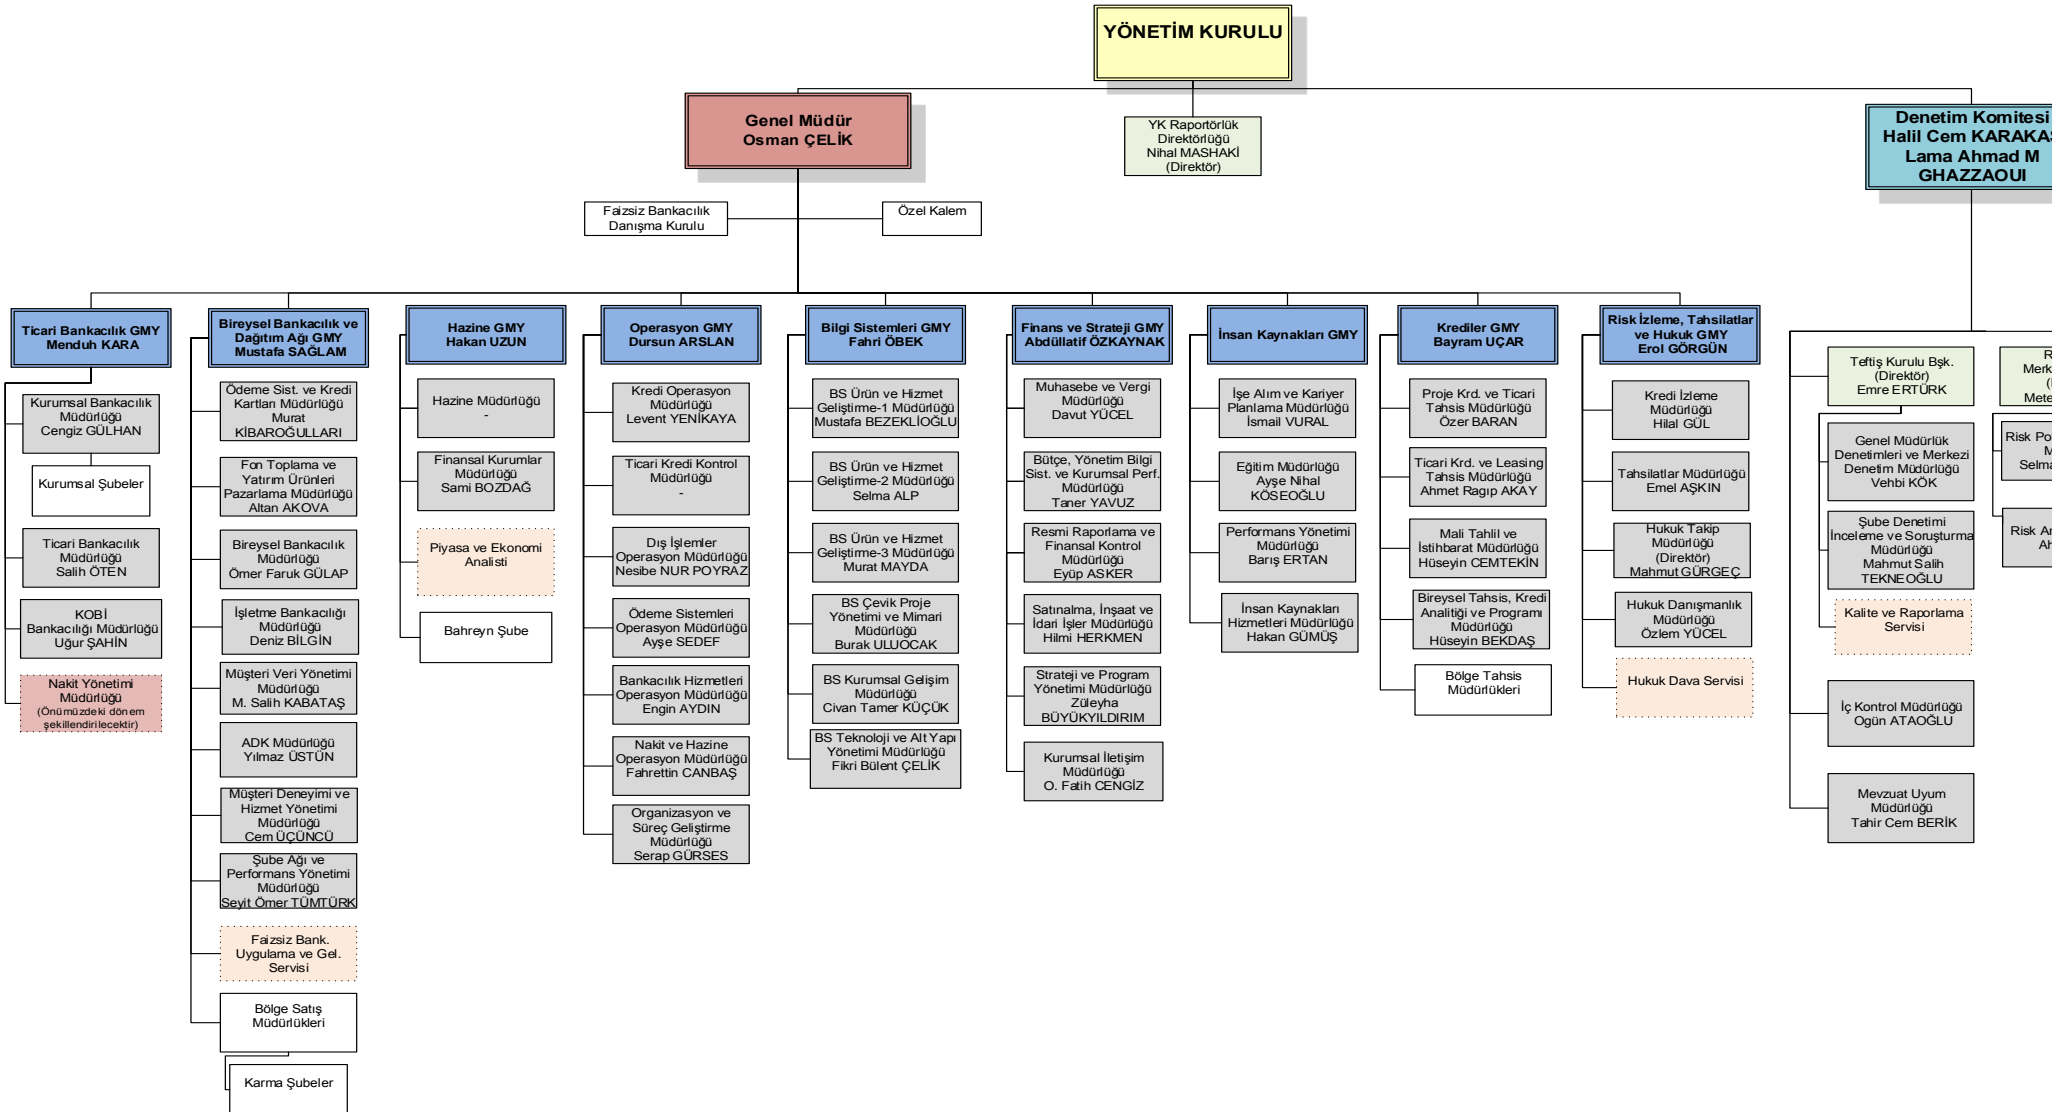 YÖNETİM KURULU
Genel Müdür
Osman ÇELİK
YK Raportörlük
Direktörlüğü
Nihal MASHAKİ
(Direktör)
Denetim Komitesi
Halil Cem
Lama Ahmad M
GHAZZAOUI
Faizsiz Bankacılık
Danışma Kurulu
Özel Kalem
Ticari Bankacılık GMY
Menduh KARA
Kurumsal Bankacılık
Müdürlüğü
Cengiz GÜLHAN
Kurumsal Şubeler
Ticari Bankacılık
Müdürlüğü
Salih ÖTEN
KOBİ
Bankacılığı Müdürlüğü
Uğur ŞAHİN
Nakit Yönetimi
Müdürlüğü
(Önümüzdeki dönem
şekillendirilecektir)
Bireysel Bankacılık ve
Dağıtım Ağı GMY
Mustafa SAĞLAM
Ödeme Sist. ve Kredi
Kartları Müdürlüğü
Murat
KİBAROĞULLARI
Fon Toplama ve
Yatırım Ürünleri
Pazarlama Müdürlüğü
Altan AKOVA
Bireysel Bankacılık
Müdürlüğü
Ömer Faruk GÜLAP
İşletme Bankacılığı
Müdürlüğü
Deniz BİLGİN
Müşteri Veri Yönetimi
Müdürlüğü
M. Salih KABATAŞ
ADK Müdürlüğü
Yılmaz ÜSTÜN
Müşteri Deneyimi ve
Hizmet Yönetimi
Müdürlüğü
Cem ÜÇÜNCÜ
Şube Ağı ve
Performans Yönetimi
Müdürlüğü
Seyit Ömer TÜMTÜRK
Faizsiz Bank.
Uygulama ve Gel.
Servisi
Bölge Satış
Müdürlükleri
Karma Şubeler
Hazine GMY
Hakan UZUN
Hazine Müdürlüğü
-
Finansal Kurumlar
Müdürlüğü
Sami BOZDAĞ
Piyasa ve Ekonomi
Analisti
Bahreyn Şube
Operasyon GMY
Dursun ARSLAN
Kredi Operasyon
Müdürlüğü
Levent YENİKAYA
Ticari Kredi Kontrol
Müdürlüğü
-
Dış İşlemler
Operasyon Müdürlüğü
Nesibe NUR POYRAZ
Ödeme Sistemleri
Operasyon Müdürlüğü
Ayşe SEDEF
Bankacılık Hizmetleri
Operasyon Müdürlüğü
Engin AYDIN
Nakit ve Hazine
Operasyon Müdürlüğü
Fahrettin CANBAŞ
Organizasyon ve
Süreç Geliştirme
Müdürlüğü
Serap GÜRSES
Bilgi Sistemleri GMY
Fahri ÖBEK
BS Ürün ve Hizmet
Geliştirme-1 Müdürlüğü
Mustafa BEZEKLİOĞLU
BS Ürün ve Hizmet
Geliştirme-2 Müdürlüğü
Selma ALP
BS Ürün ve Hizmet
Geliştirme-3 Müdürlüğü
Murat MAYDA
BS Çevik Proje
Yönetimi ve Mimari
Müdürlüğü
Burak ULUOCAK
BS Kurumsal Gelişim
Müdürlüğü
Civan Tamer KÜÇÜK
BS Teknoloji ve Alt Yapı
Yönetimi Müdürlüğü
Fikri Bülent ÇELİK
Finans ve Strateji GMY
Abdüllatif ÖZKAYNAK
Muhasebe ve Vergi
Müdürlüğü
Davut YÜCEL
Bütçe, Yönetim Bilgi
Sist. ve Kurumsal Perf.
Müdürlüğü
Taner YAVUZ
Resmi Raporlama ve
Finansal Kontrol
Müdürlüğü
Eyüp ASKER
Satınalma, İnşaat ve
İdari İşler Müdürlüğü
Hilmi HERKMEN
Strateji ve Program
Yönetimi Müdürlüğü
Züleyha
BÜYÜKYILDIRIM
Kurumsal İletişim
Müdürlüğü
O. Fatih CENGİZ
İnsan Kaynakları GMY
İşe Alım ve Kariyer
Planlama Müdürlüğü
İsmail VURAL
Eğitim Müdürlüğü
Ayşe Nihal
KÖSEOĞLU
Performans Yönetimi
Müdürlüğü
Barış ERTAN
İnsan Kaynakları
Hizmetleri Müdürlüğü
Hakan GÜMÜŞ
Krediler GMY
Bayram UÇAR
Proje Krd. ve Ticari
Tahsis Müdürlüğü
Özer BARAN
Ticari Krd. ve Leasing
Tahsis Müdürlüğü
Ahmet Ragıp AKAY
Mali Tahlil ve
İstihbarat Müdürlüğü
Hüseyin CEMTEKİN
Bireysel Tahsis, Kredi
Analitiği ve Programı
Müdürlüğü
Hüseyin BEKDAŞ
Bölge Tahsis
Müdürlükleri
Risk İzleme, Tahsilatlar
ve Hukuk GMY
Erol GÖRGÜN
Kredi İzleme
Müdürlüğü
Hilal GÜL
Tahsilatlar Müdürlüğü
Emel AŞKIN
Hukuk Takip
Müdürlüğü
(Direktör)
Mahmut GÜRGEÇ
Hukuk Danışmanlık
Müdürlüğü
Özlem YÜCEL
Hukuk Dava Servisi
Teftiş Kurulu Bşk.
(Direktör)
Emre ERTÜRK
Genel Müdürlük
Denetimleri ve Merkezi
Denetim Müdürlüğü
Vehbi KÖK
Şube Denetimi
İnceleme ve Soruşturma
Müdürlüğü
Mahmut Salih
TEKNEOĞLU
Kalite ve Raporlama
Servisi
İç Kontrol Müdürlüğü
Ogün ATAOĞLU
Mevzuat Uyum
Müdürlüğü
Tahir Cem BERİK
Risk
Risk